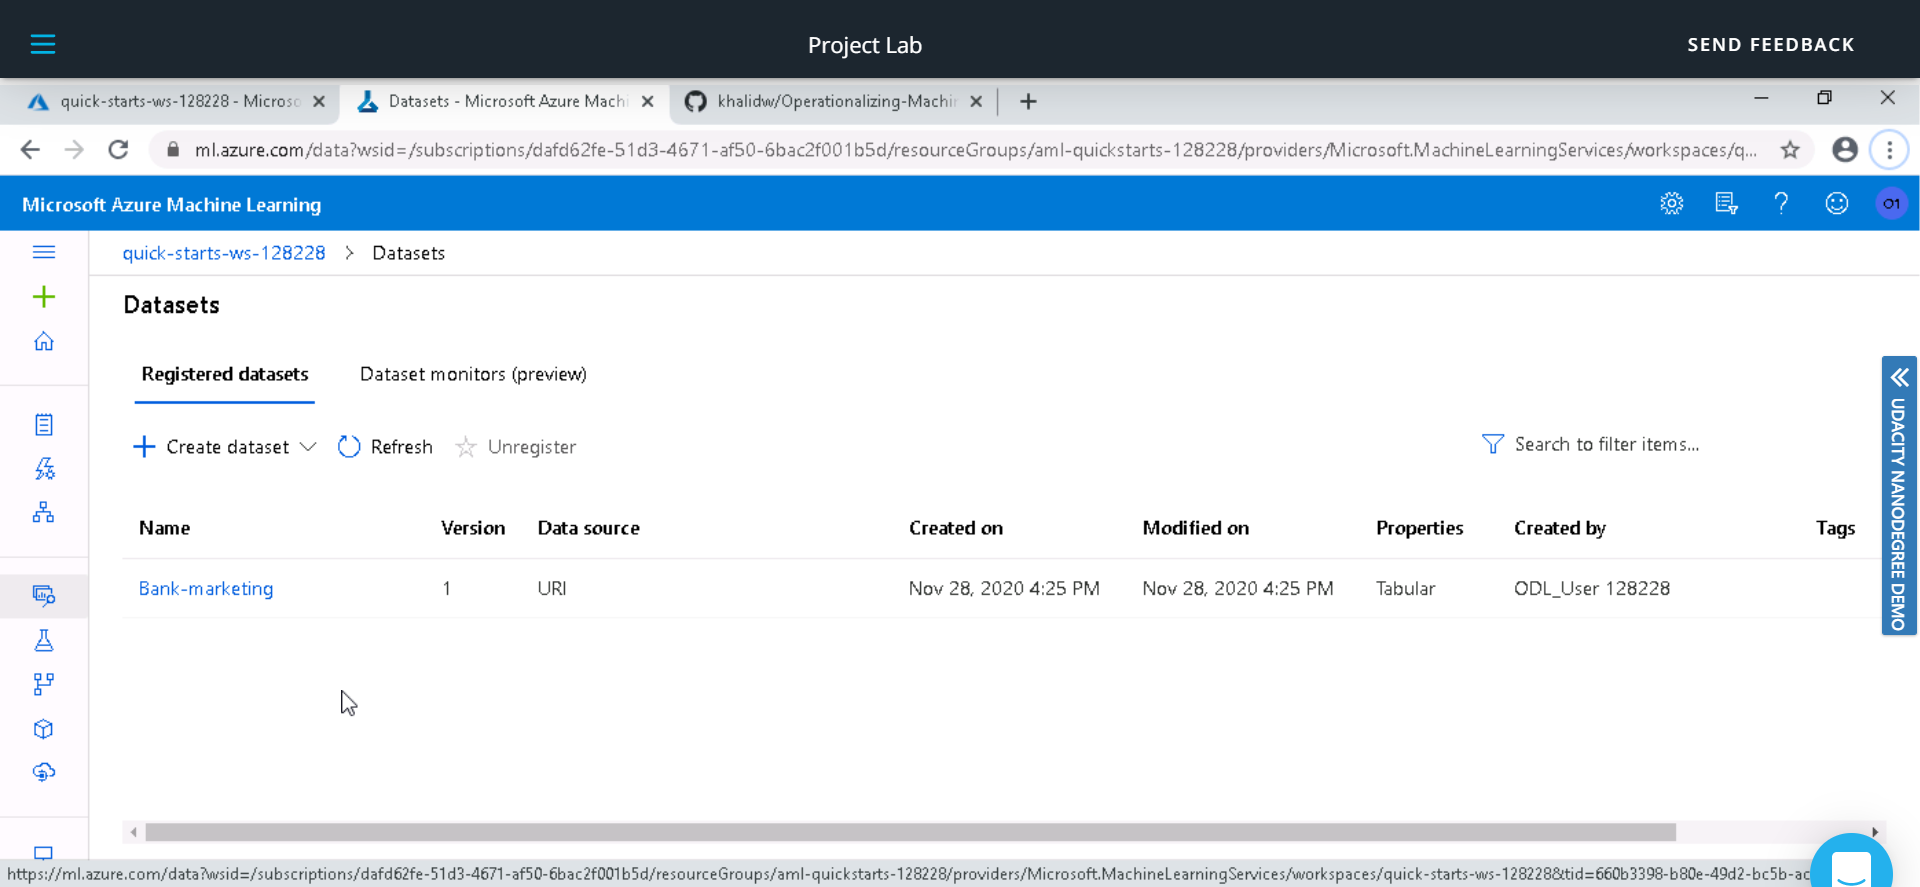 Project Lab
SEND FEEDBACK
quick-starts-ws-128228 - Microso
Datasets - Microsoft Azure Machi
khalidw/Operationalizing-Machin
ml.azure.com/data?wsid=/subscriptions/dafd62fe-51d3-4671-af50-6bac2f001b5d/resourceGroups/aml-quickstarts-128228/providers/Microsoft.MachineLearningServices/workspaces/q...
Microsoft Azure Machine Learning
O1
quick-starts-ws-128228 > Datasets
Datasets
Registered datasets
Dataset monitors (preview)
Create dataset
Refresh
Unregister
Search to filter items...
Name Version Data source Created on Modified on Properties Created by Tags
Bank-marketing 1 URI Nov 28, 2020 4:25 PM Nov 28, 2020 4:25 PM Tabular ODL_User 128228
UDACITY NANODEGREE DEMO
https://ml.azure.com/data?wsid=/subscriptions/dafd62fe-51d3-4671-af50-6bac2f001b5d/resourceGroups/aml-quickstarts-128228/providers/Microsoft.MachineLearningServices/workspaces/quick-starts-ws-128228&tid=660b3398-b80e-49d2-bc5b-ac